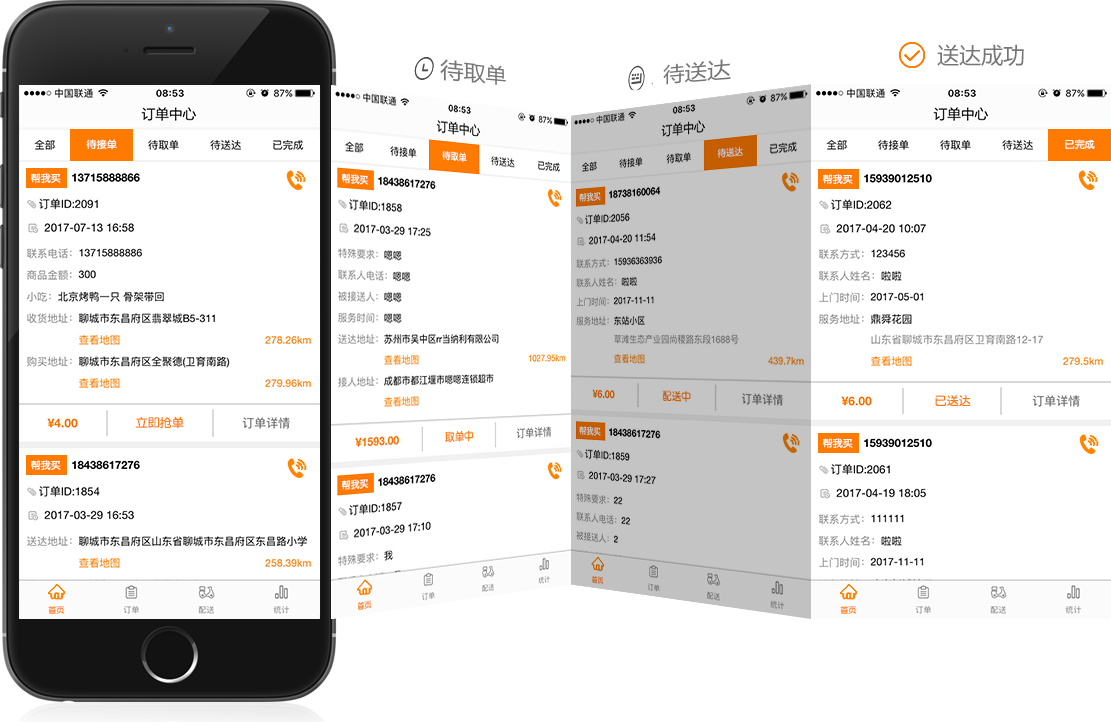 中国联通
08:53
87%
订单中心
全部
待接单
待取单
待送达
已完成
帮我买
13715888866
订单ID:2091
2017-07-13 16:58
联系电话: 13715888866
商品金额: 300
小吃: 北京烤鸭一只 骨架带回
收货地址: 聊城市东昌府区翡翠城B5-311
查看地图
278.26km
购买地址: 聊城市东昌府区全聚德(卫育南路)
查看地图
279.96km
¥4.00
立即抢单
订单详情
帮我买
18438617276
订单ID:1854
2017-03-29 16:53
送达地址: 聊城市东昌府区山东省聊城市东昌府区东昌路小学
查看地图
258.39km
首页
订单
配送
统计
待取单
中国联通
08:53
87%
订单中心
全部
待接单
待取单
待送达
已完成
帮我买
18438617276
订单ID:1858
2017-03-29 17:25
特殊要求: 嗯嗯
联系人电话: 嗯嗯
被接送人: 嗯嗯
服务时间: 嗯嗯
送达地址: 苏州市吴中区rr当纳利有限公司
查看地图
1027.95km
接人地址: 成都市都江堰市嗯嗯连锁超市
查看地图
¥1593.00
取单中
订单详情
帮我买
18438617276
订单ID:1857
2017-03-29 17:10
特殊要求: 我
首页
订单
配送
统计
待送达
中国联通
08:53
87%
订单中心
全部
待接单
待取单
待送达
已完成
帮我买
18738160064
订单ID:2056
2017-04-20 11:54
联系方式: 15936363936
联系人姓名: 啦啦
上门时间: 2017-11-11
服务地址: 东站小区
草滩生态产业园尚稷路东段1688号
查看地图
439.7km
¥6.00
配送中
订单详情
帮我买
18438617276
订单ID:1859
2017-03-29 17:27
特殊要求: 22
联系人电话: 22
被接送人: 2
首页
订单
配送
统计
送达成功
中国联通
08:53
87%
订单中心
全部
待接单
待取单
待送达
已完成
帮我买
15939012510
订单ID:2062
2017-04-20 10:07
联系方式: 123456
联系人姓名: 啦啦
上门时间: 2017-05-01
服务地址: 鼎舜花园
山东省聊城市东昌府区卫育南路12-17
查看地图
279.5km
¥6.00
已送达
订单详情
帮我买
15939012510
订单ID:2061
2017-04-19 18:05
联系方式: 111111
联系人姓名: 啦啦
上门时间: 2017-11-11
首页
订单
配送
统计